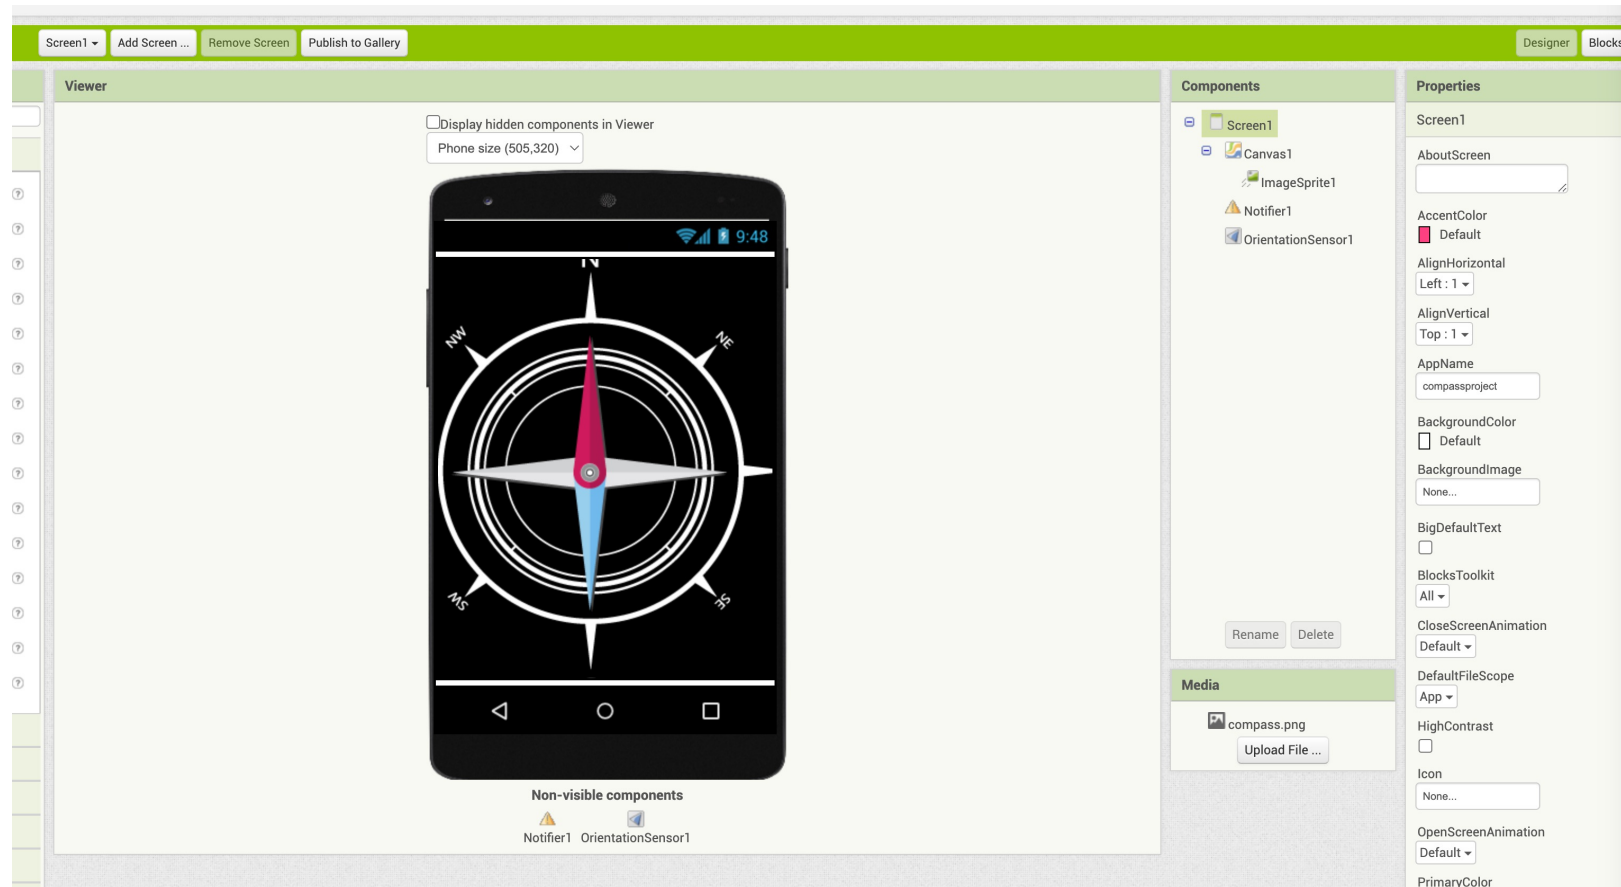 Screen1
Add Screen ...
Remove Screen
Publish to Gallery
Designer
Blocks
Viewer
Display hidden components in Viewer
Phone size (505,320)
9:48
N
NW
NE
SW
SE
Non-visible components
Notifier1
OrientationSensor1
Components
Screen1
Canvas1
ImageSprite1
Notifier1
OrientationSensor1
Rename
Delete
Media
compass.png
Upload File ...
Properties
Screen1
AboutScreen
AccentColor
Default
AlignHorizontal
Left : 1
AlignVertical
Top : 1
AppName
compassproject
BackgroundColor
Default
BackgroundImage
None...
BigDefaultText
BlocksToolkit
All
CloseScreenAnimation
Default
DefaultFileScope
App
HighContrast
Icon
None...
OpenScreenAnimation
Default
PrimaryColor